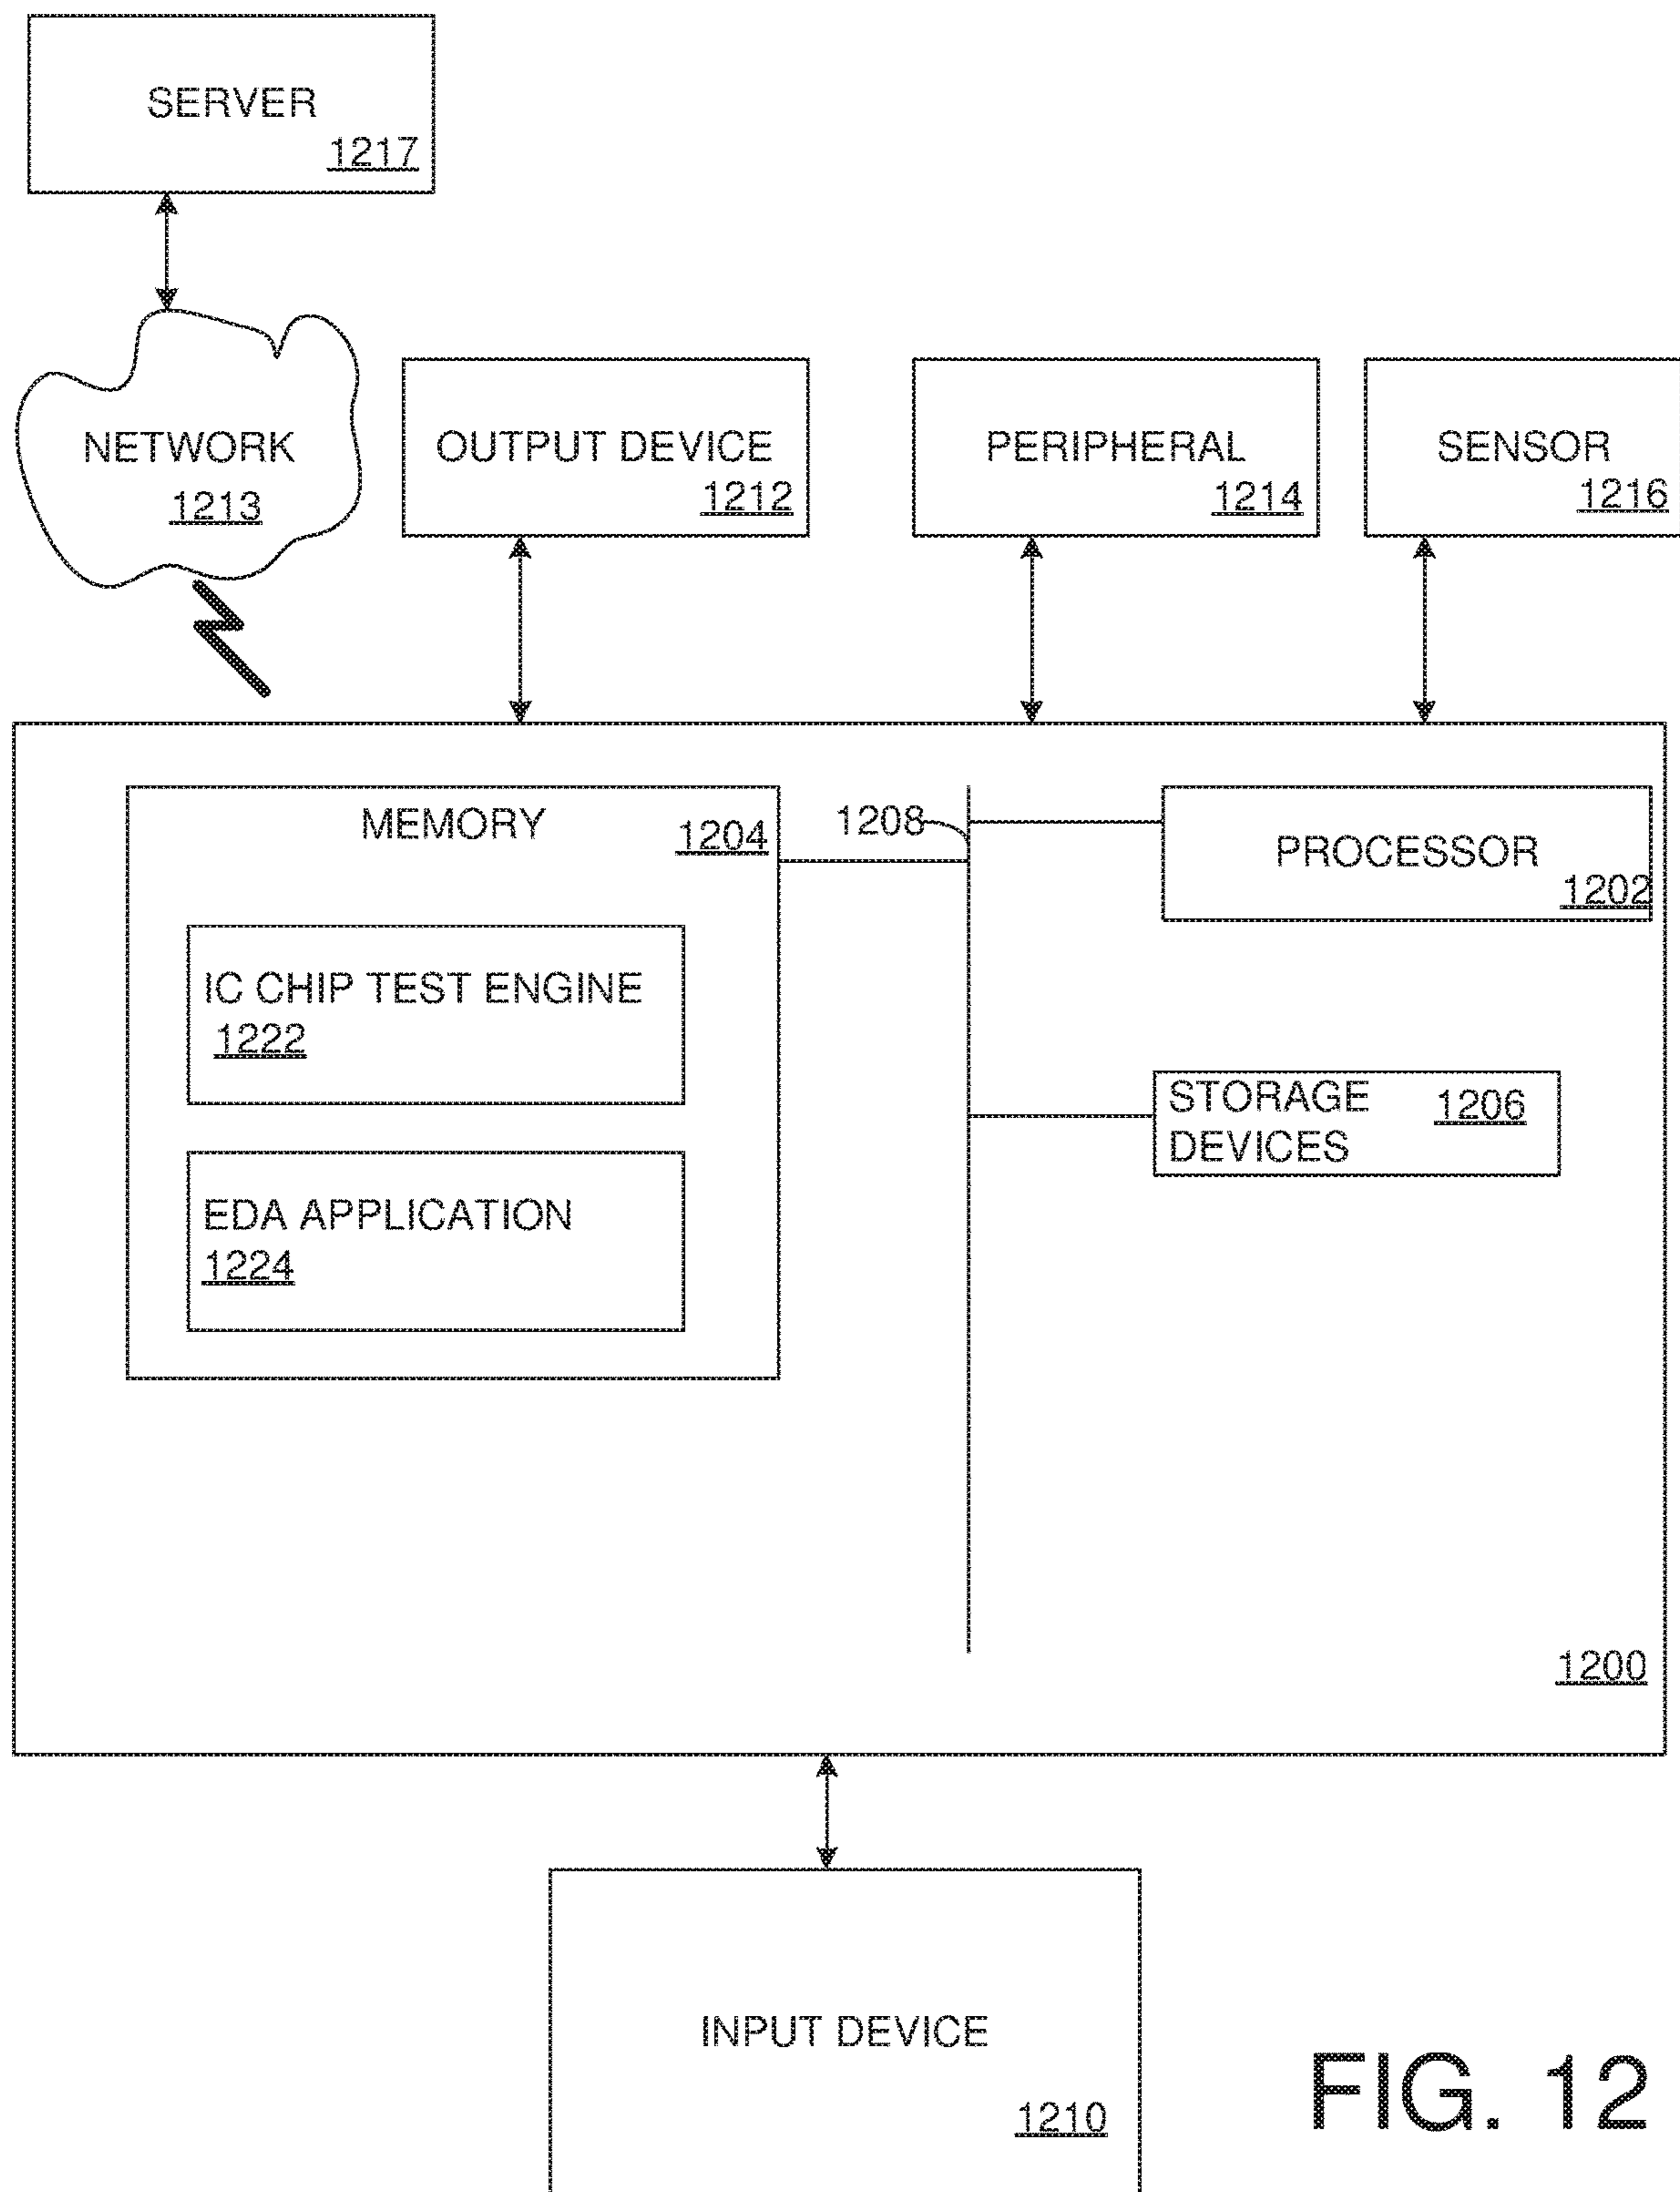 SERVER
1217
NETWORK
1213
OUTPUT DEVICE
1212
PERIPHERAL
1214
SENSOR
1216
MEMORY
1204
1208
PROCESSOR
1202
IC CHIP TEST ENGINE
1222
STORAGE
DEVICES
1206
EDA APPLICATION
1224
1200
INPUT DEVICE
1210
FIG. 12